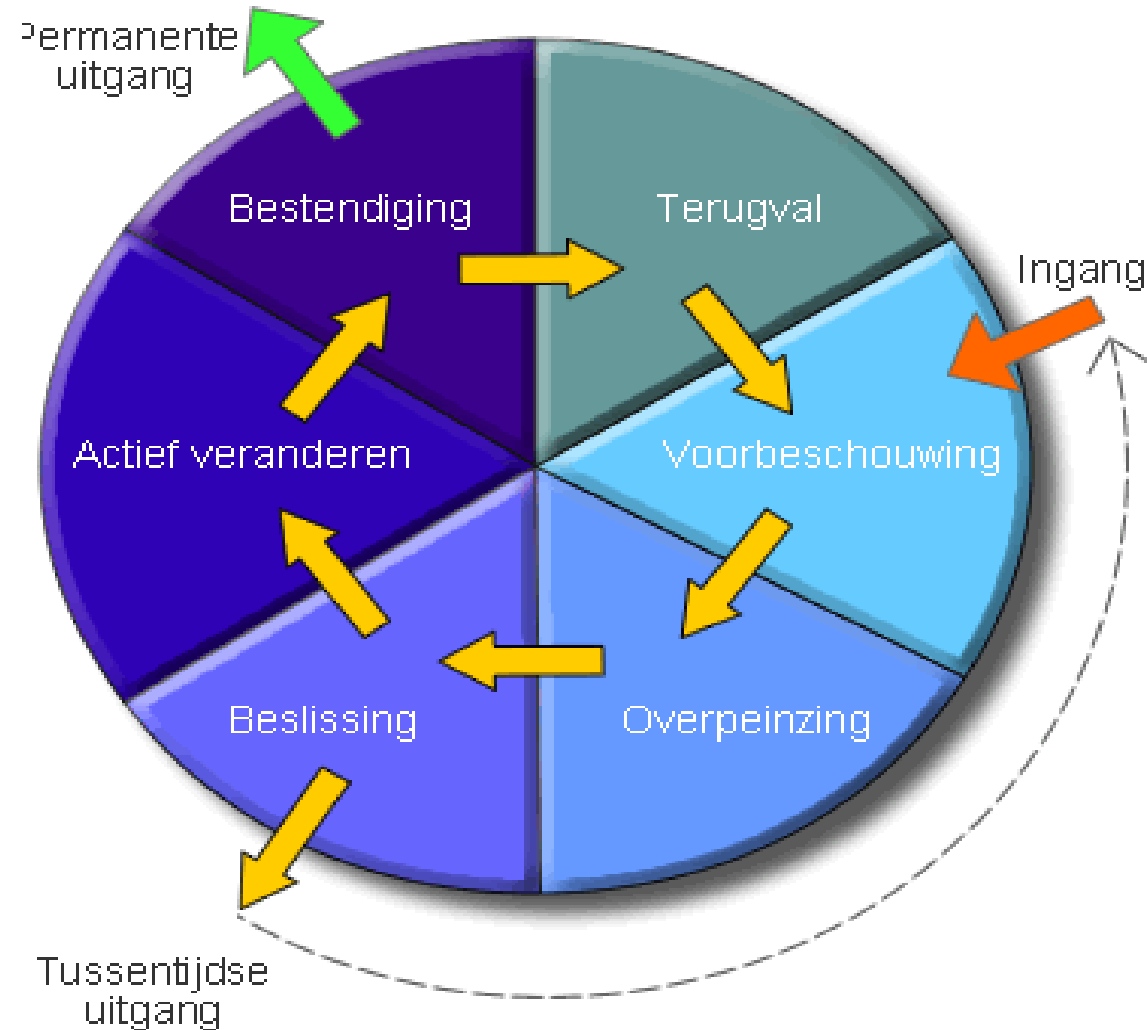 Permanente
uitgang
Bestendiging
Terugval
Ingang
Actief veranderen
Voorbeschouwing
Beslissing
Overpeinzing
Tussentijdse
uitgang